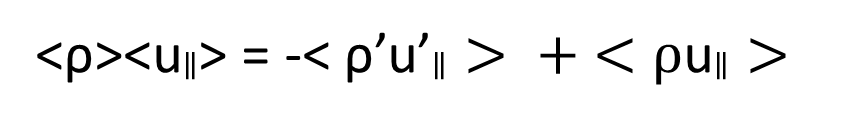 <ρ><u||> = -< ρ′u′|| > + < ρu|| >